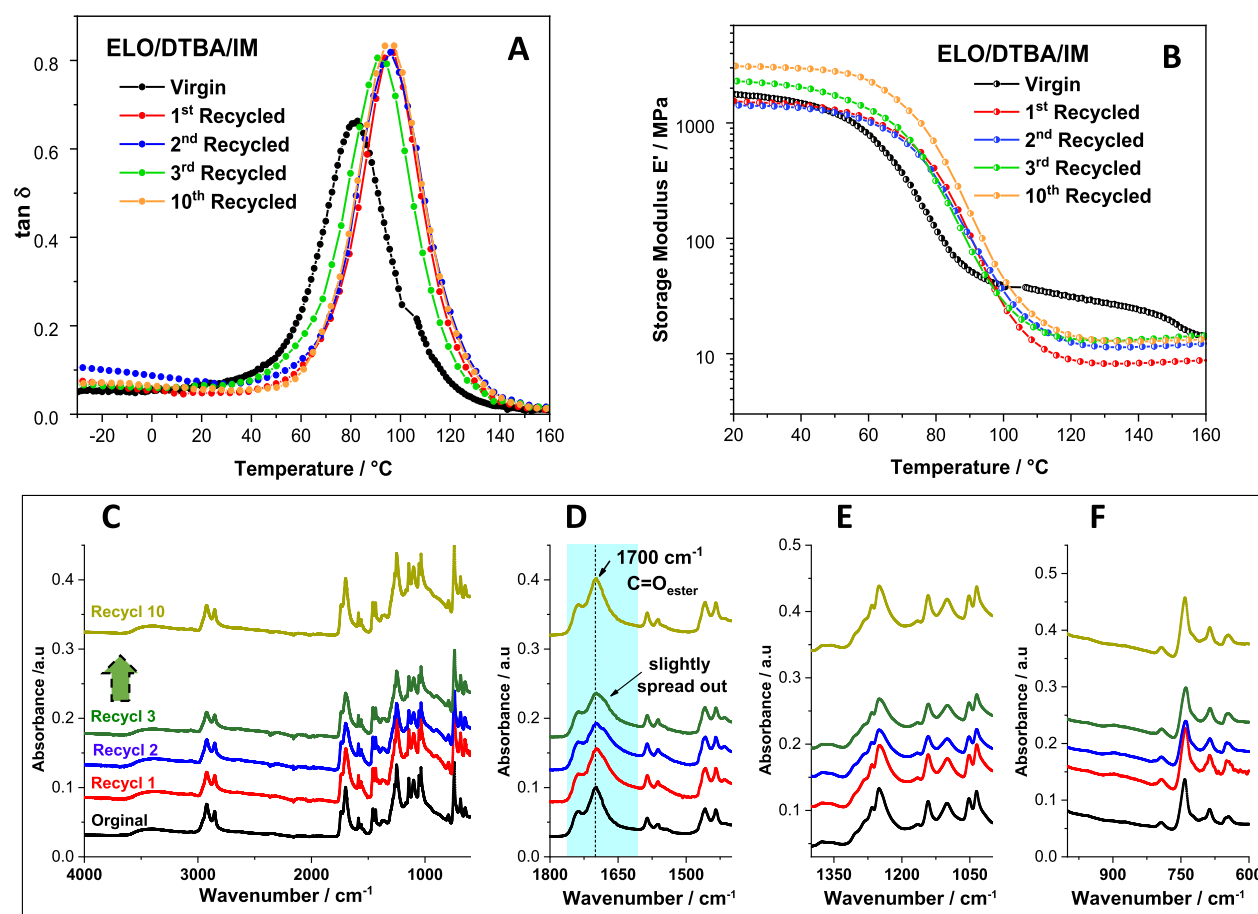 ELO/DTBA/IM
A
Virgin
1st Recycled
2nd Recycled
3rd Recycled
10th Recycled
tan δ
0.8
0.6
0.4
0.2
0.0
-20 0 20 40 60 80 100 120 140 160
Temperature / °C
ELO/DTBA/IM
B
Virgin
1st Recycled
2nd Recycled
3rd Recycled
10th Recycled
Storage Modulus E' / MPa
1000
100
10
20 40 60 80 100 120 140 160
Temperature / °C
C
Absorbance /a.u
0.4
0.3
0.2
0.1
0.0
Recycl 10
Recycl 3
Recycl 2
Recycl 1
Orginal
4000 3000 2000 1000
Wavenumber / cm-1
D
Absorbance / a.u
0.4
0.3
0.2
0.1
0.0
1700 cm-1
C=Oester
slightly
spread out
1800 1650 1500
Wavenumber / cm-1
E
Absorbance / a.u
0.5
0.4
0.3
0.2
0.1
1350 1200 1050
Wavenumber / cm-1
F
Absorbance / a.u
0.5
0.4
0.3
0.2
0.1
0.0
900 750 600
Wavenumber / cm-1